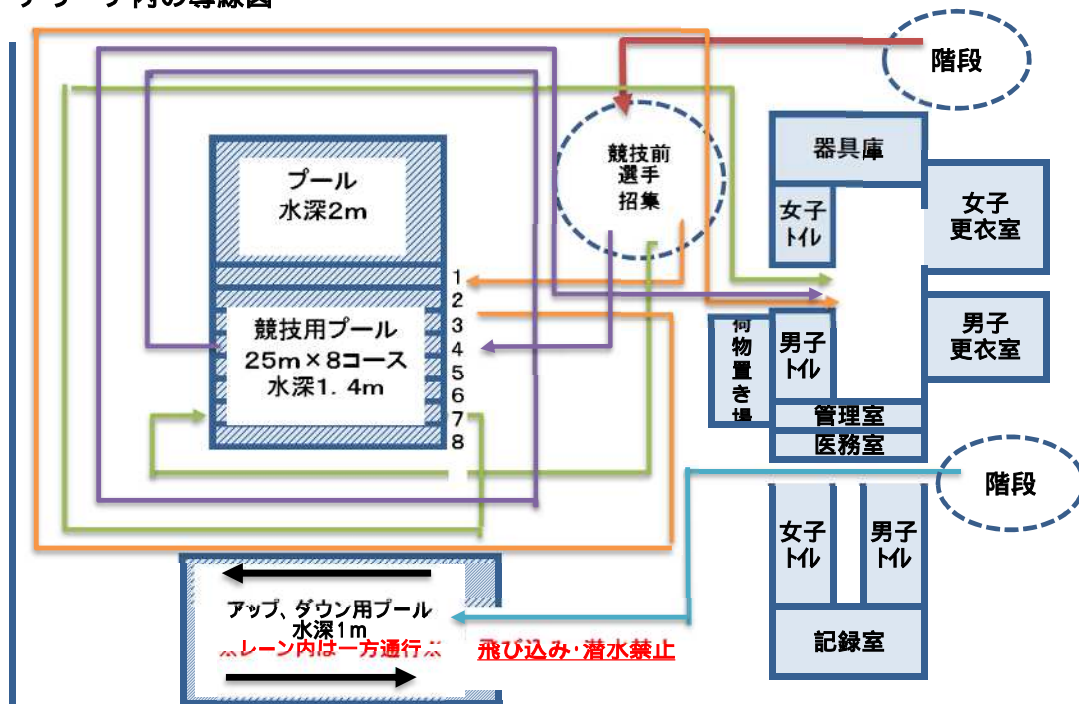 内の導線図
階段
競技前
選手
招集
器具庫
女子
トイレ
女子
更衣室
プール
水深2m
1
2
3
4
5
6
7
8
競技用プール
25m×8コース
水深1.4m
荷物置き場
男子
トイレ
男子
更衣室
管理室
医務室
階段
女子
トイレ
男子
トイレ
記録室
アップ、ダウン用プール
水深1m
※レーン内は一方通行※
飛び込み・潜水禁止